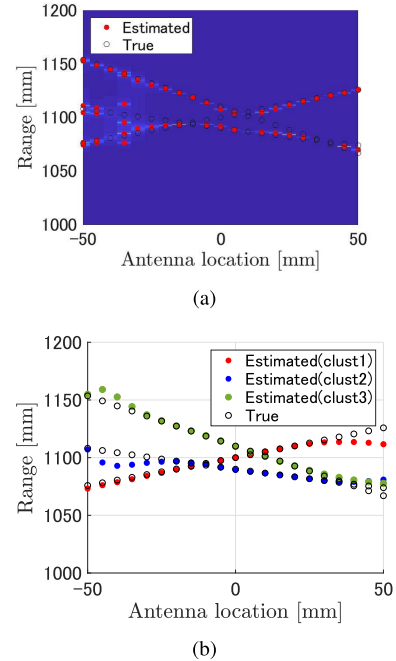 (a)
1200
Estimated
True
1150
1100
1050
1000
Range [mm]
-50
0
50
Antenna location [mm]
(a)
1200
Estimated(clust1)
Estimated(clust2)
Estimated(clust3)
True
1150
1100
1050
1000
Range [mm]
-50
0
50
Antenna location [mm]
(b)